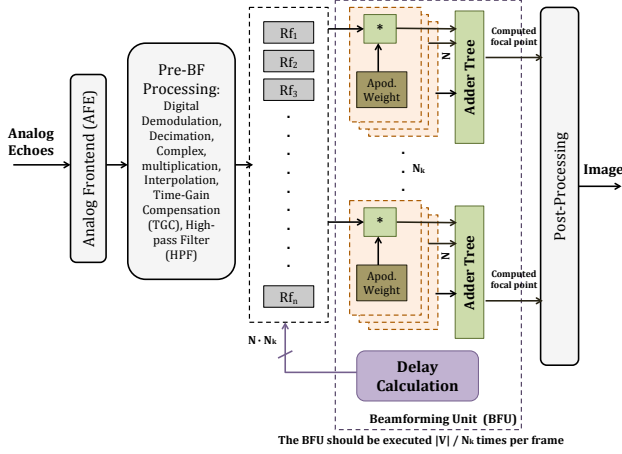 Analog
Echoes
Analog Frontend (AFE)
Pre-BF
Processing:
Digital
Demodulation,
Decimation,
Complex,
multiplication,
Interpolation,
Time-Gain
Compensation
(TGC), High-
pass Filter
(HPF)
Rf1
Rf2
Rf3
Rfn
N · Nk
*
Apod.
Weight
N
Adder Tree
Computed
focal point
Nk
*
Apod.
Weight
N
Adder Tree
Computed
focal point
Delay
Calculation
Beamforming Unit (BFU)
Post-Processing
Image
The BFU should be executed |V| / Nk times per frame